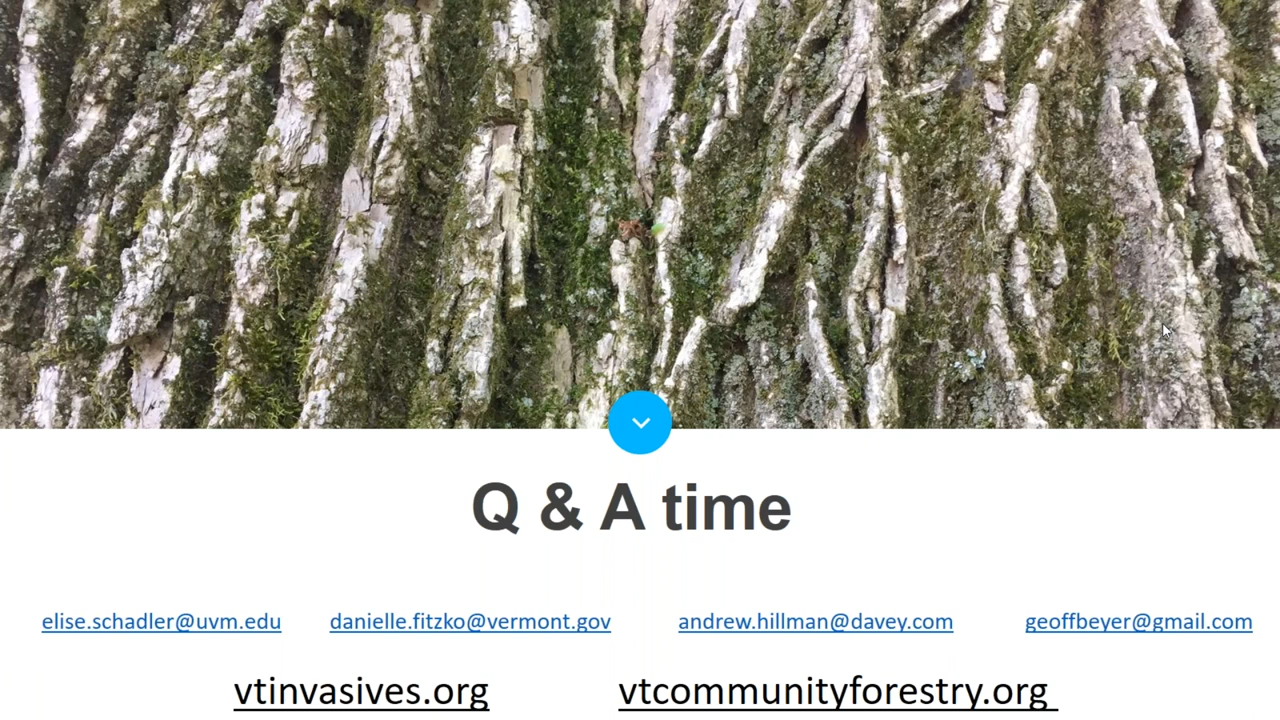 Q & A time
elise.schadler@uvm.edu danielle.fitzko@vermont.gov andrew.hillman@davey.com geoffbeyer@gmail.com
vtinvasives.org vtcommunityforestry.org